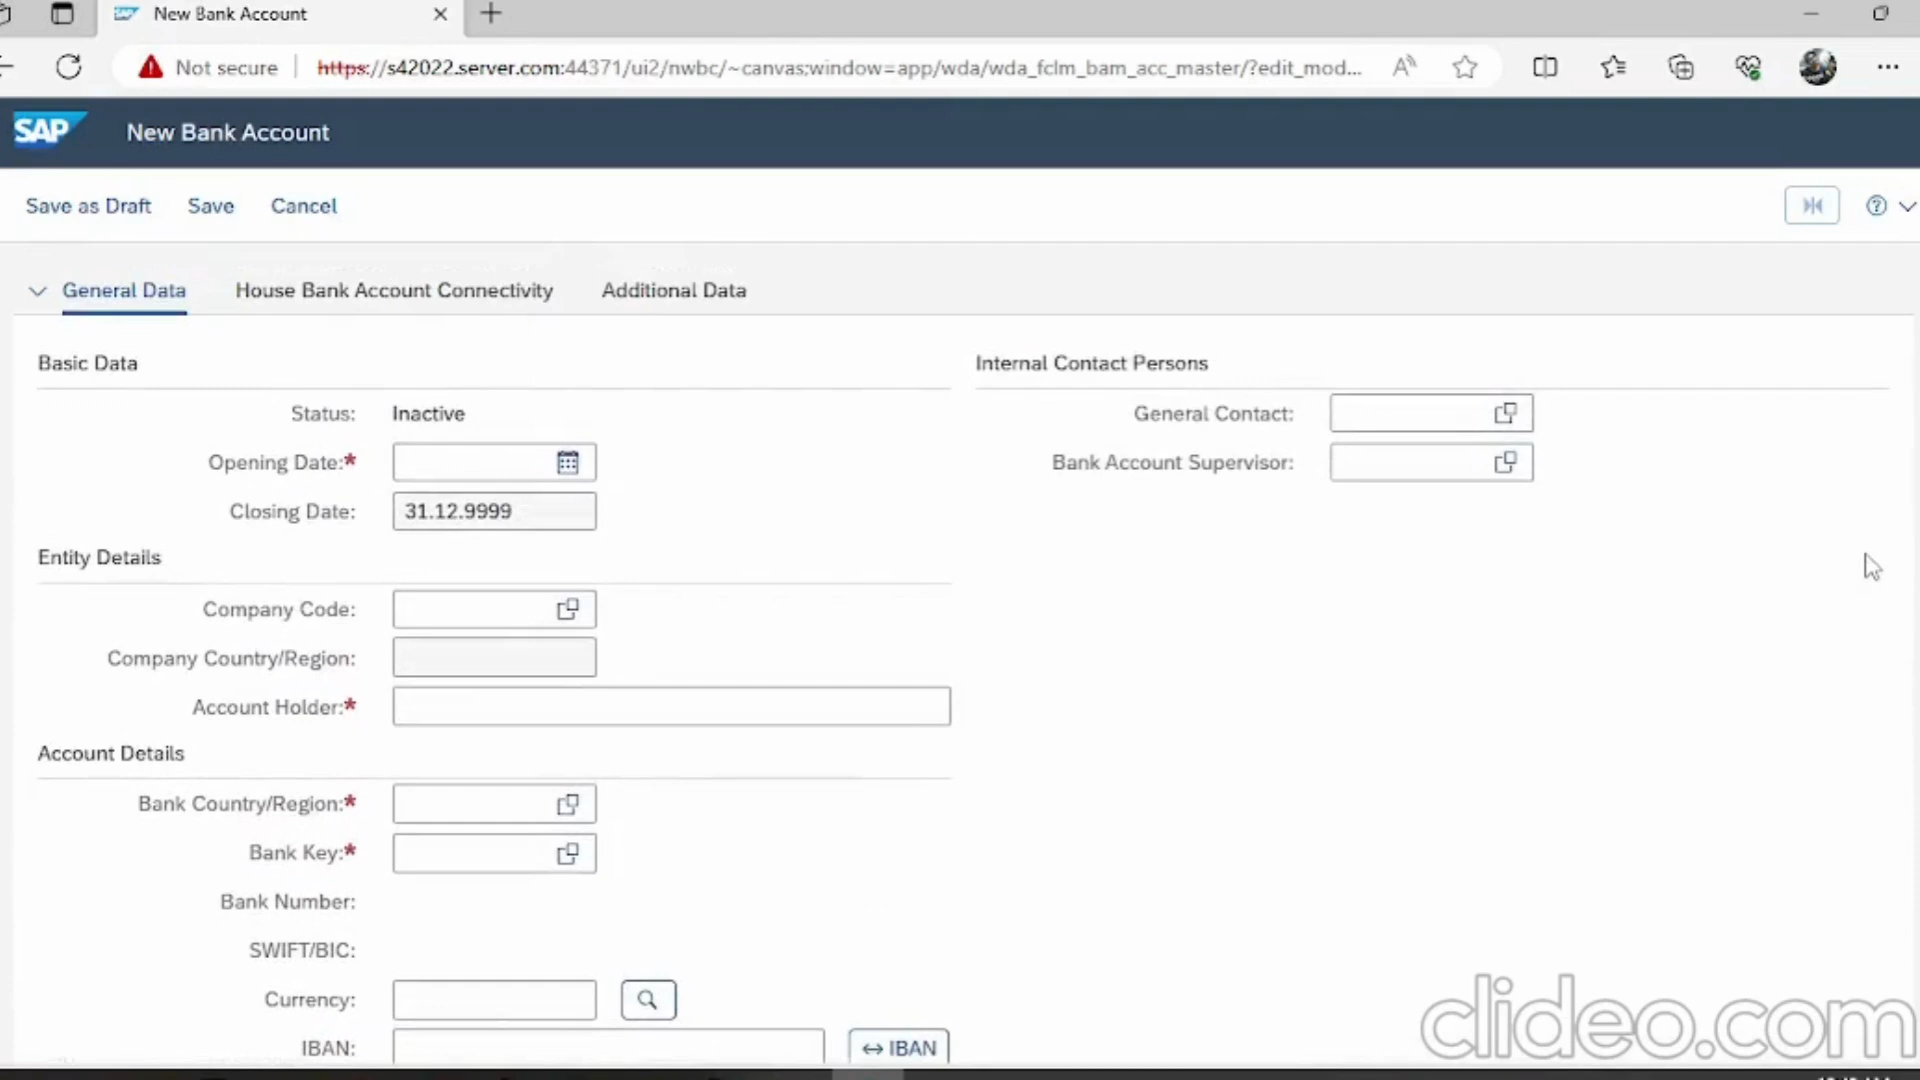 New Bank Account
Not secure https://s42022.server.com:44371/ui2/nwbc/~canvas;window=app/wda/wda_fclm_bam_acc_master/?edit_mod...
SAP New Bank Account
Save as Draft Save Cancel
General Data House Bank Account Connectivity Additional Data
Basic Data Internal Contact Persons
Status: Inactive General Contact:
Opening Date:* Bank Account Supervisor:
Closing Date: 31.12.9999
Entity Details
Company Code:
Company Country/Region:
Account Holder:*
Account Details
Bank Country/Region:*
Bank Key:*
Bank Number:
SWIFT/BIC:
Currency:
IBAN: IBAN
clideo.com